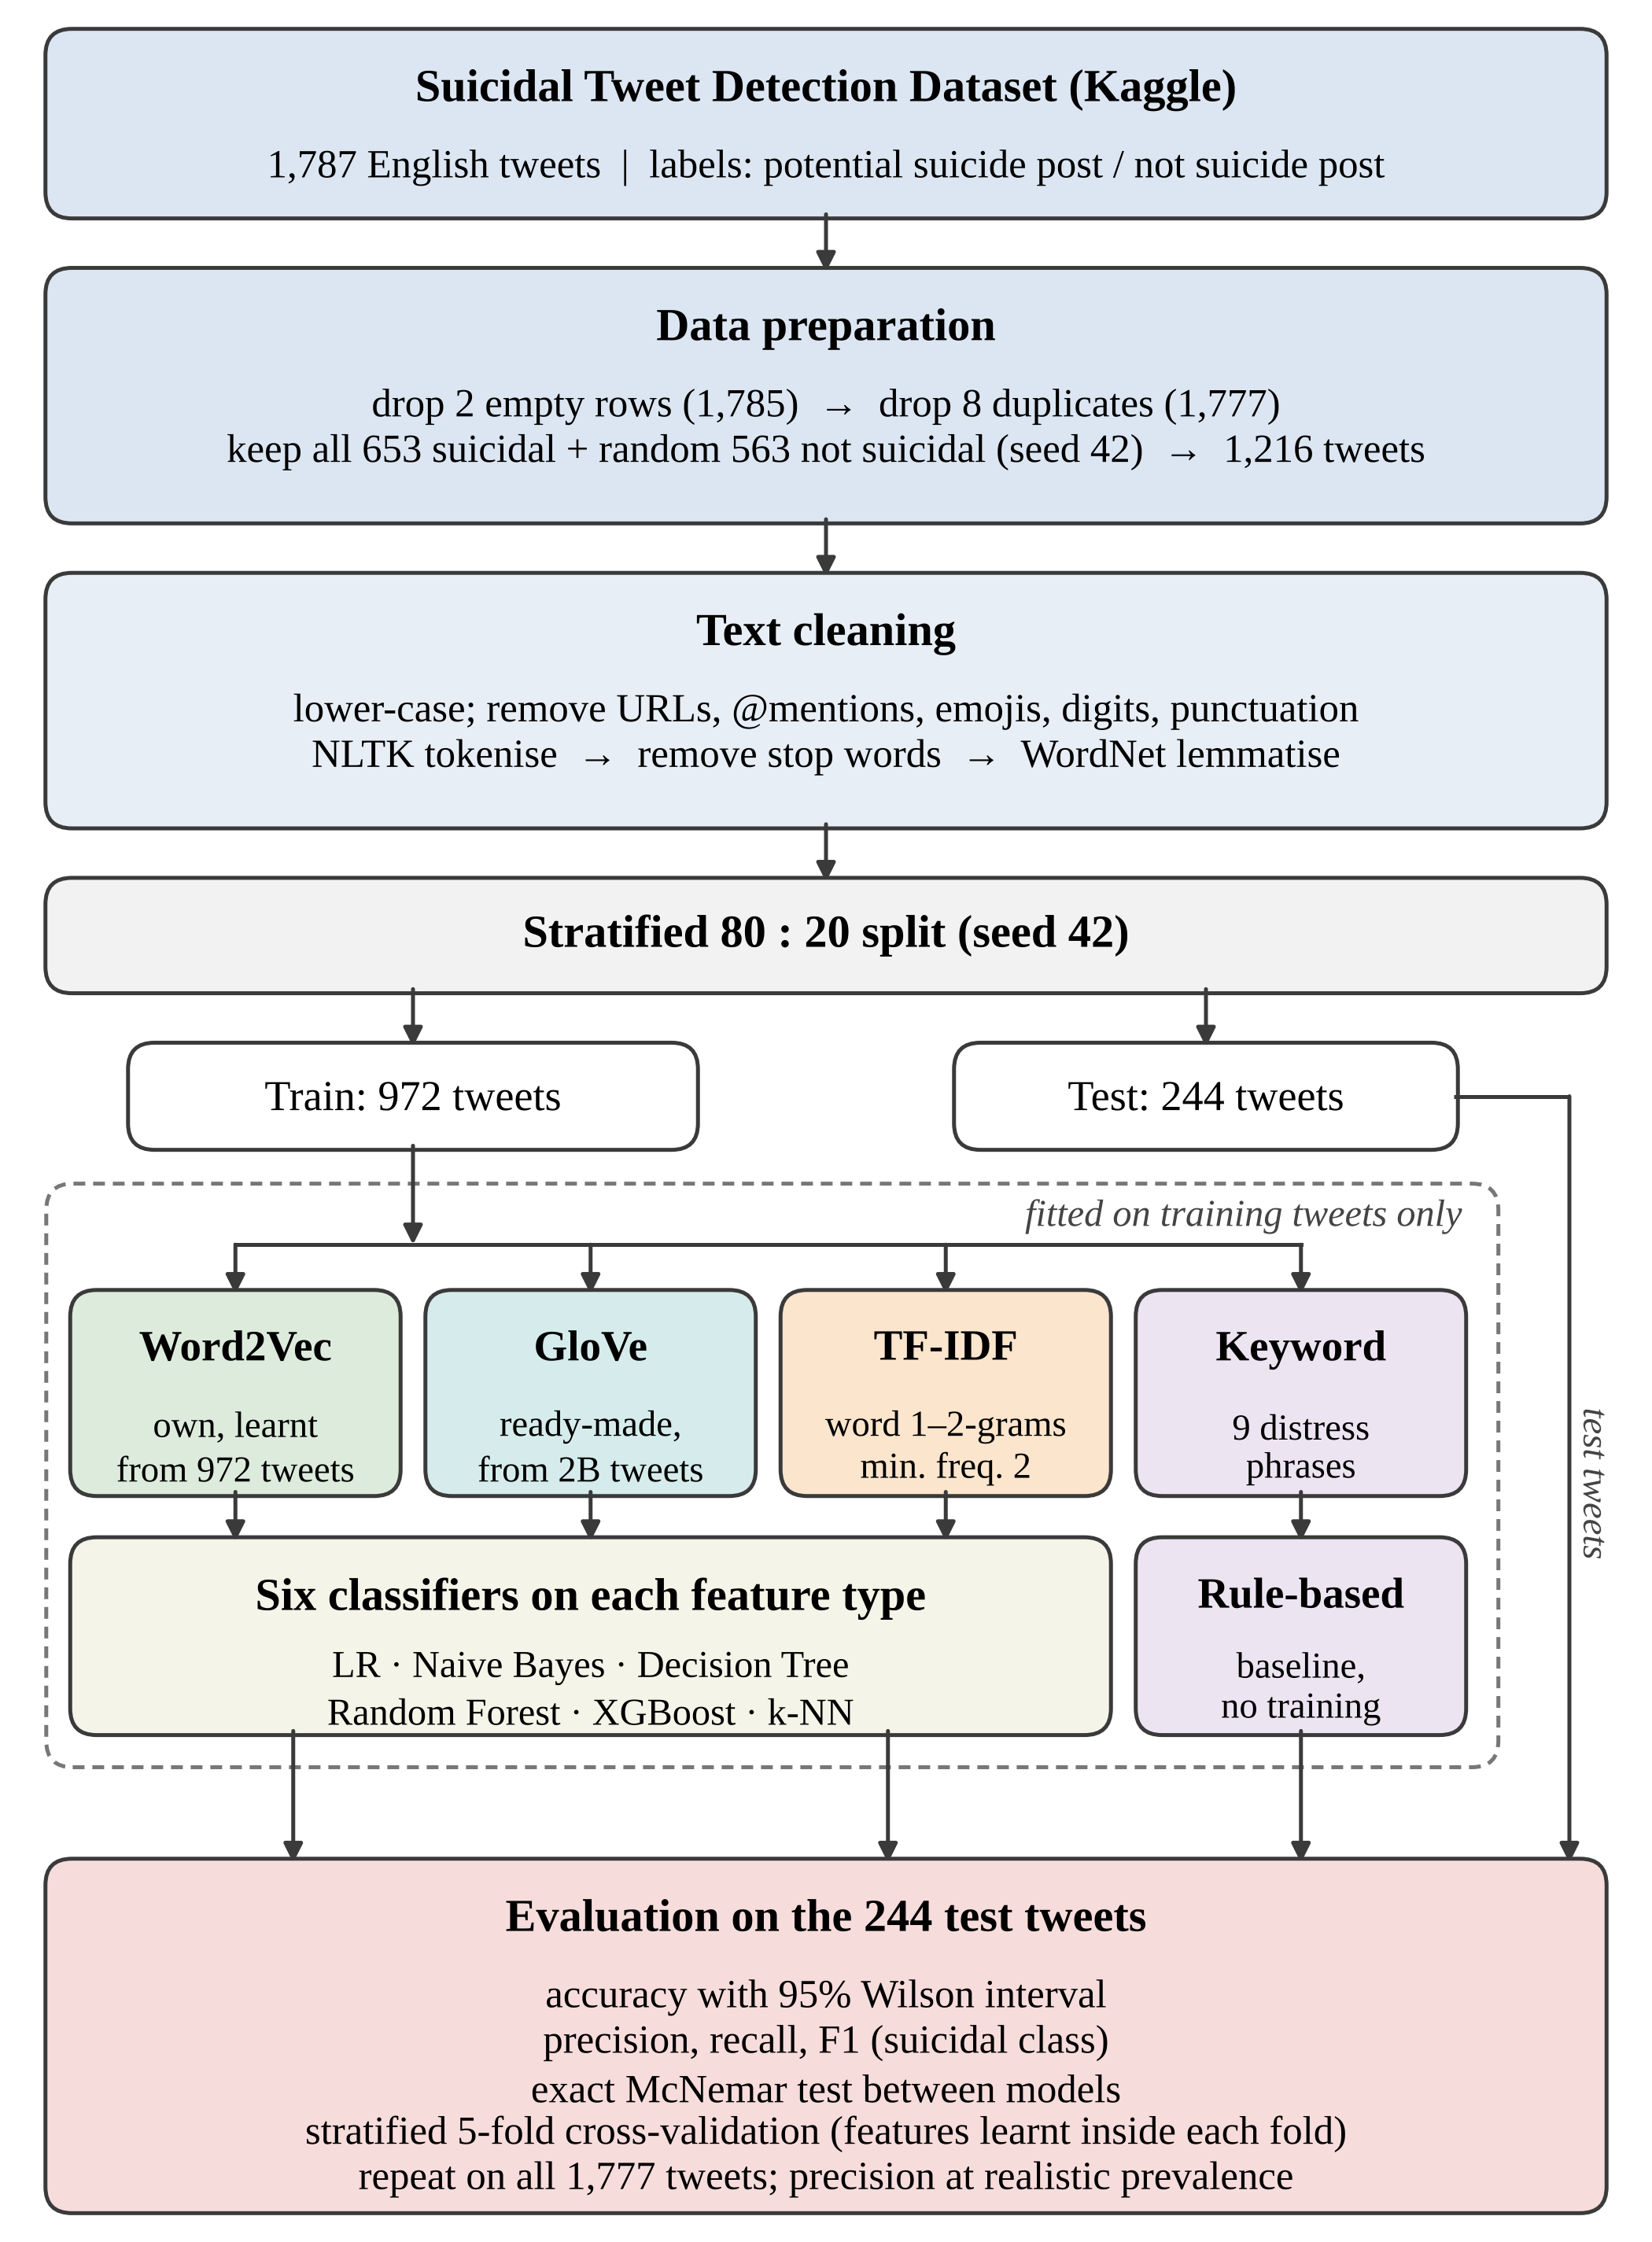 Suicidal Tweet Detection Dataset (Kaggle)
1,787 English tweets | labels: potential suicide post / not suicide post
Data preparation
drop 2 empty rows (1,785) → drop 8 duplicates (1,777)
keep all 653 suicidal + random 563 not suicidal (seed 42) → 1,216 tweets
Text cleaning
lower-case; remove URLs, @mentions, emojis, digits, punctuation
NLTK tokenise → remove stop words → WordNet lemmatise
Stratified 80 : 20 split (seed 42)
Train: 972 tweets
Test: 244 tweets
fitted on training tweets only
Word2Vec
own, learnt
from 972 tweets
GloVe
ready-made,
from 2B tweets
TF-IDF
word 1–2-grams
min. freq. 2
Keyword
9 distress
phrases
test tweets
Six classifiers on each feature type
LR · Naive Bayes · Decision Tree
Random Forest · XGBoost · k-NN
Rule-based
baseline,
no training
Evaluation on the 244 test tweets
accuracy with 95% Wilson interval
precision, recall, F1 (suicidal class)
exact McNemar test between models
stratified 5-fold cross-validation (features learnt inside each fold)
repeat on all 1,777 tweets; precision at realistic prevalence